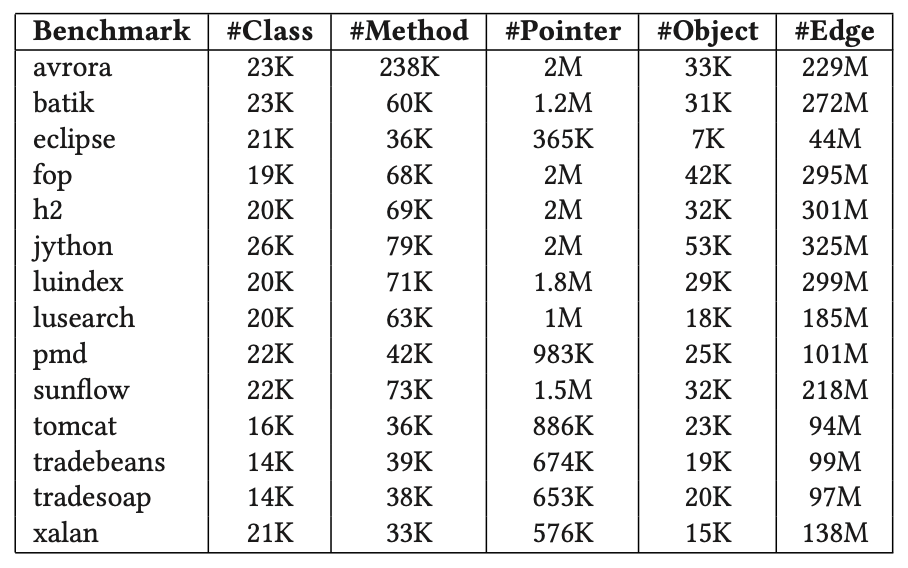 Benchmark #Class #Method #Pointer #Object #Edge
avrora 23K 238K 2M 33K 229M
batik 23K 60K 1.2M 31K 272M
eclipse 21K 36K 365K 7K 44M
fop 19K 68K 2M 42K 295M
h2 20K 69K 2M 32K 301M
jython 26K 79K 2M 53K 325M
luindex 20K 71K 1.8M 29K 299M
lusearch 20K 63K 1M 18K 185M
pmd 22K 42K 983K 25K 101M
sunflow 22K 73K 1.5M 32K 218M
tomcat 16K 36K 886K 23K 94M
tradebeans 14K 39K 674K 19K 99M
tradesoap 14K 38K 653K 20K 97M
xalan 21K 33K 576K 15K 138M